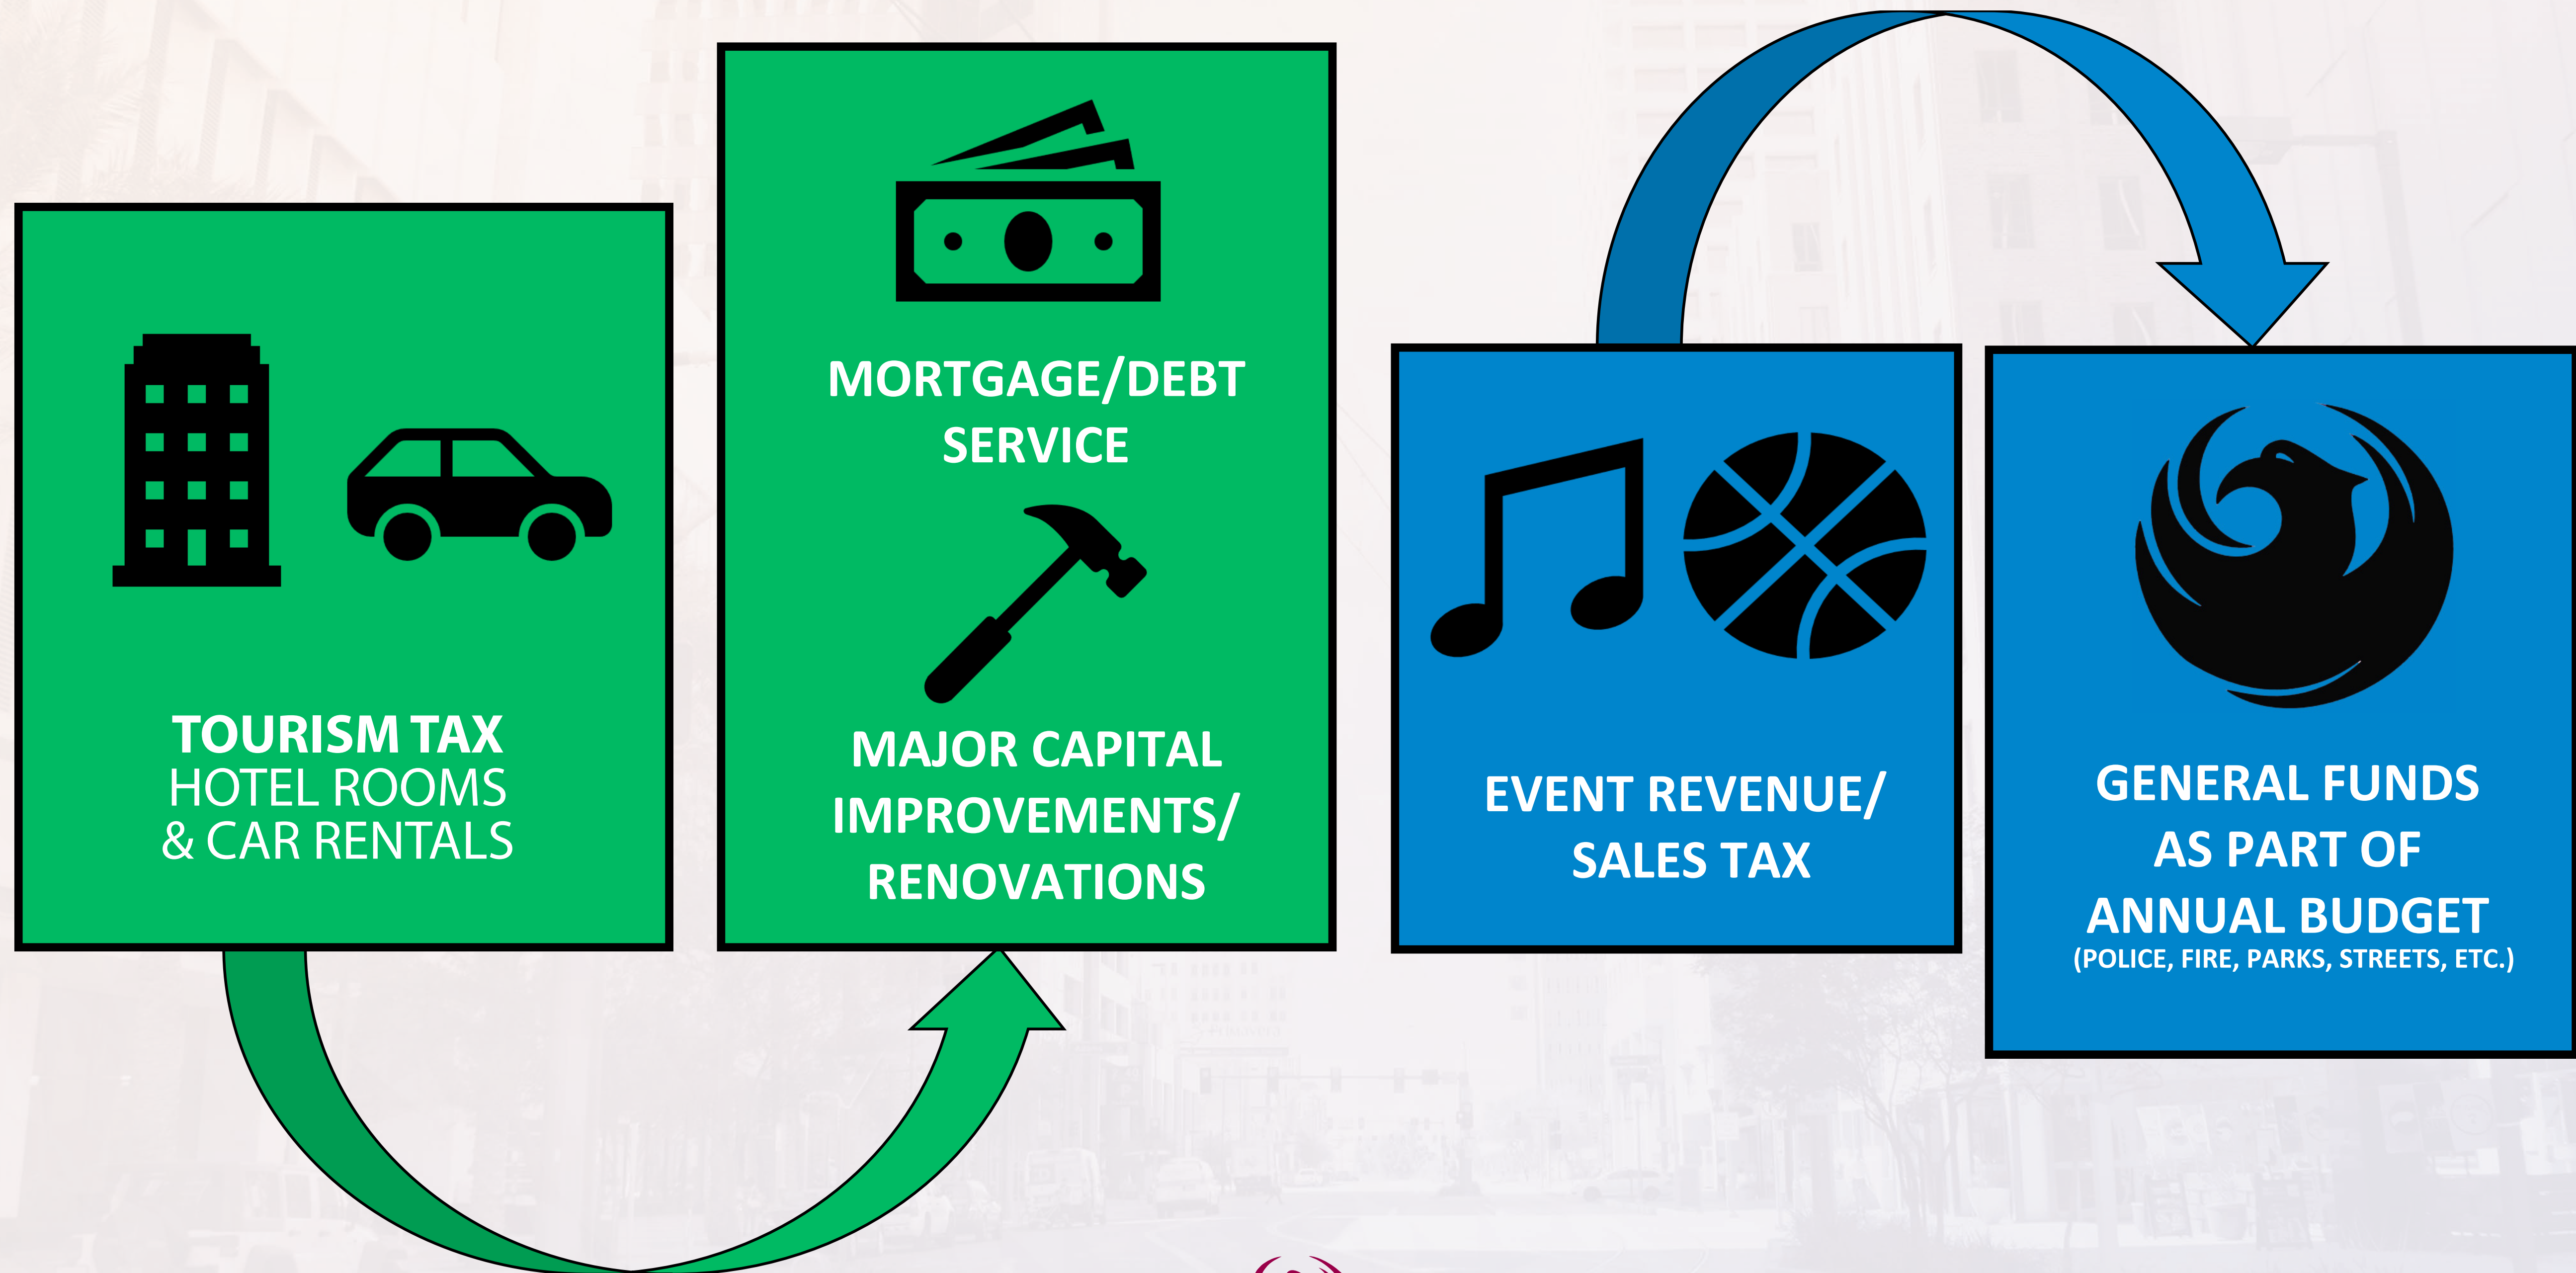 TOURISM TAX
HOTEL ROOMS
& CAR RENTALS
MORTGAGE/DEBT
SERVICE
MAJOR CAPITAL
IMPROVEMENTS/
RENOVATIONS
EVENT REVENUE/
SALES TAX
GENERAL FUNDS
AS PART OF
ANNUAL BUDGET
(POLICE, FIRE, PARKS, STREETS, ETC.)